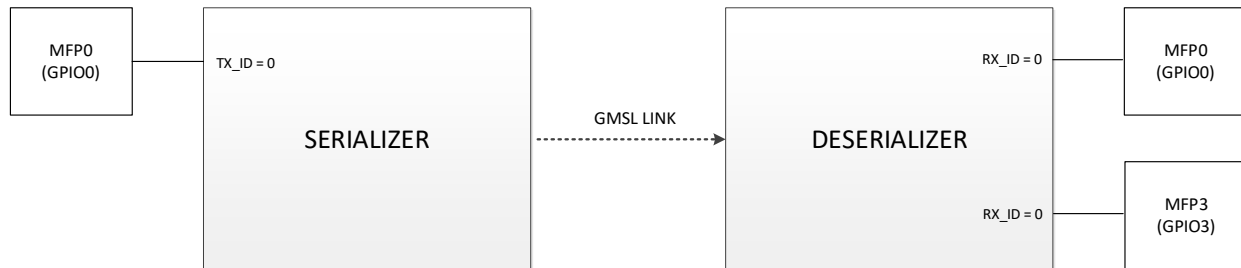 MFP0
(GPIO0)
TX_ID = 0
SERIALIZER
GMSL LINK
RX_ID = 0
DESERIALIZER
RX_ID = 0
MFP0
(GPIO0)
MFP3
(GPIO3)